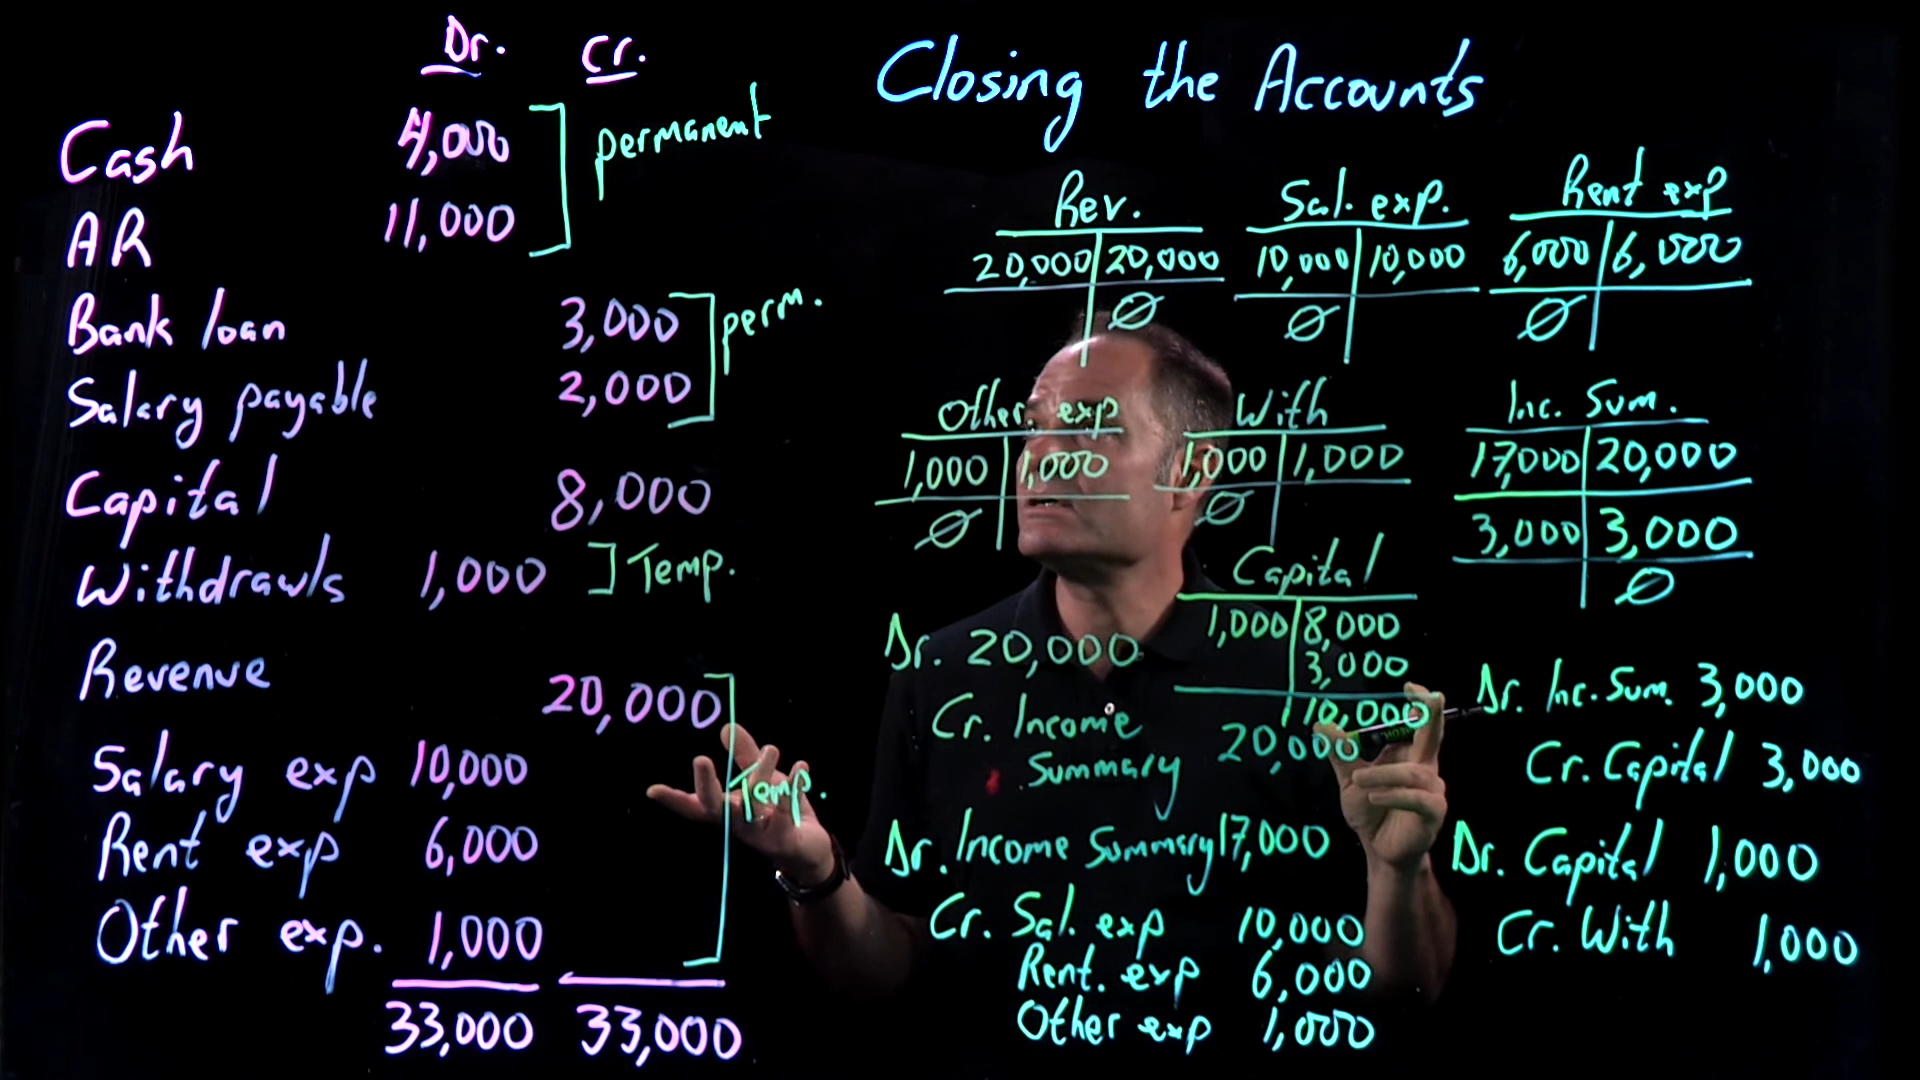 Dr. Cr.
Cash 4,000
permanent
AR 11,000
Bank loan 3,000
perm.
Salary payable 2,000
Capital 8,000
Withdrawls 1,000 Temp.
Revenue 20,000
Salary exp 10,000
Temp.
Rent exp 6,000
Other exp. 1,000
33,000 33,000
Closing the Accounts
Rev.
20,000 20,000
Ø
Sal. exp.
10,000 10,000
Ø
Rent exp
6,000 6,000
Ø
Other exp
1,000 1,000
Ø
With
1,000 1,000
Ø
Inc. Sum.
17,000 20,000
3,000 3,000
Ø
Capital
1,000 8,000
3,000
10,000
Dr. 20,000
Cr. Income
Summary 20,000
Dr. Income Summary 17,000
Cr. Sal. exp 10,000
Rent. exp 6,000
Other exp 1,000
Dr. Inc. Sum. 3,000
Cr. Capital 3,000
Dr. Capital 1,000
Cr. With 1,000